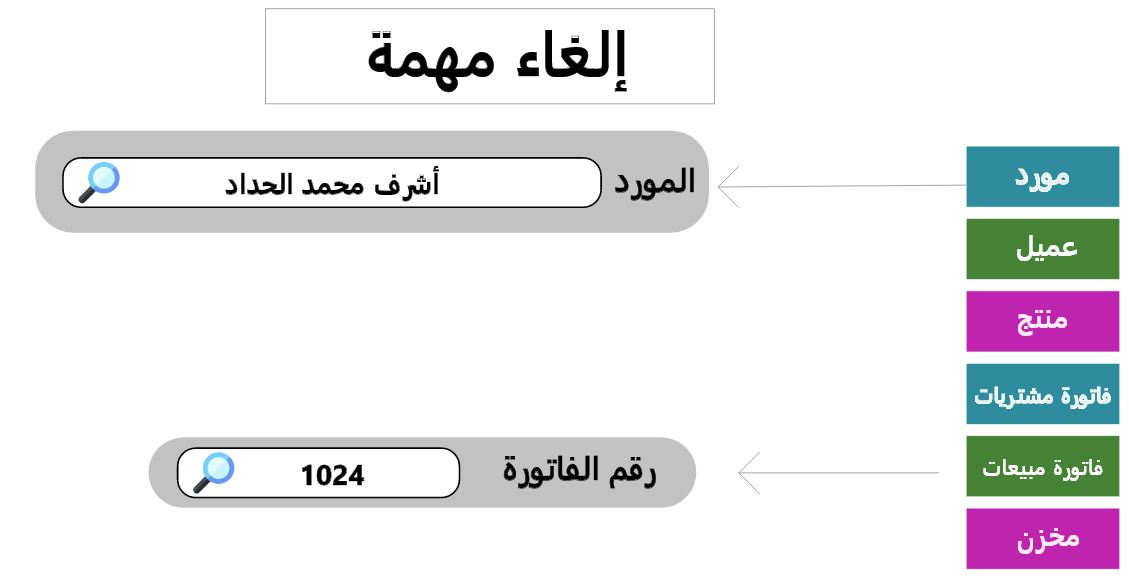 إلغاء مهمة
المورد
أشرف محمد الحداد
مورد
عميل
منتج
فاتورة مشتريات
رقم الفاتورة
1024
فاتورة مبيعات
مخزن